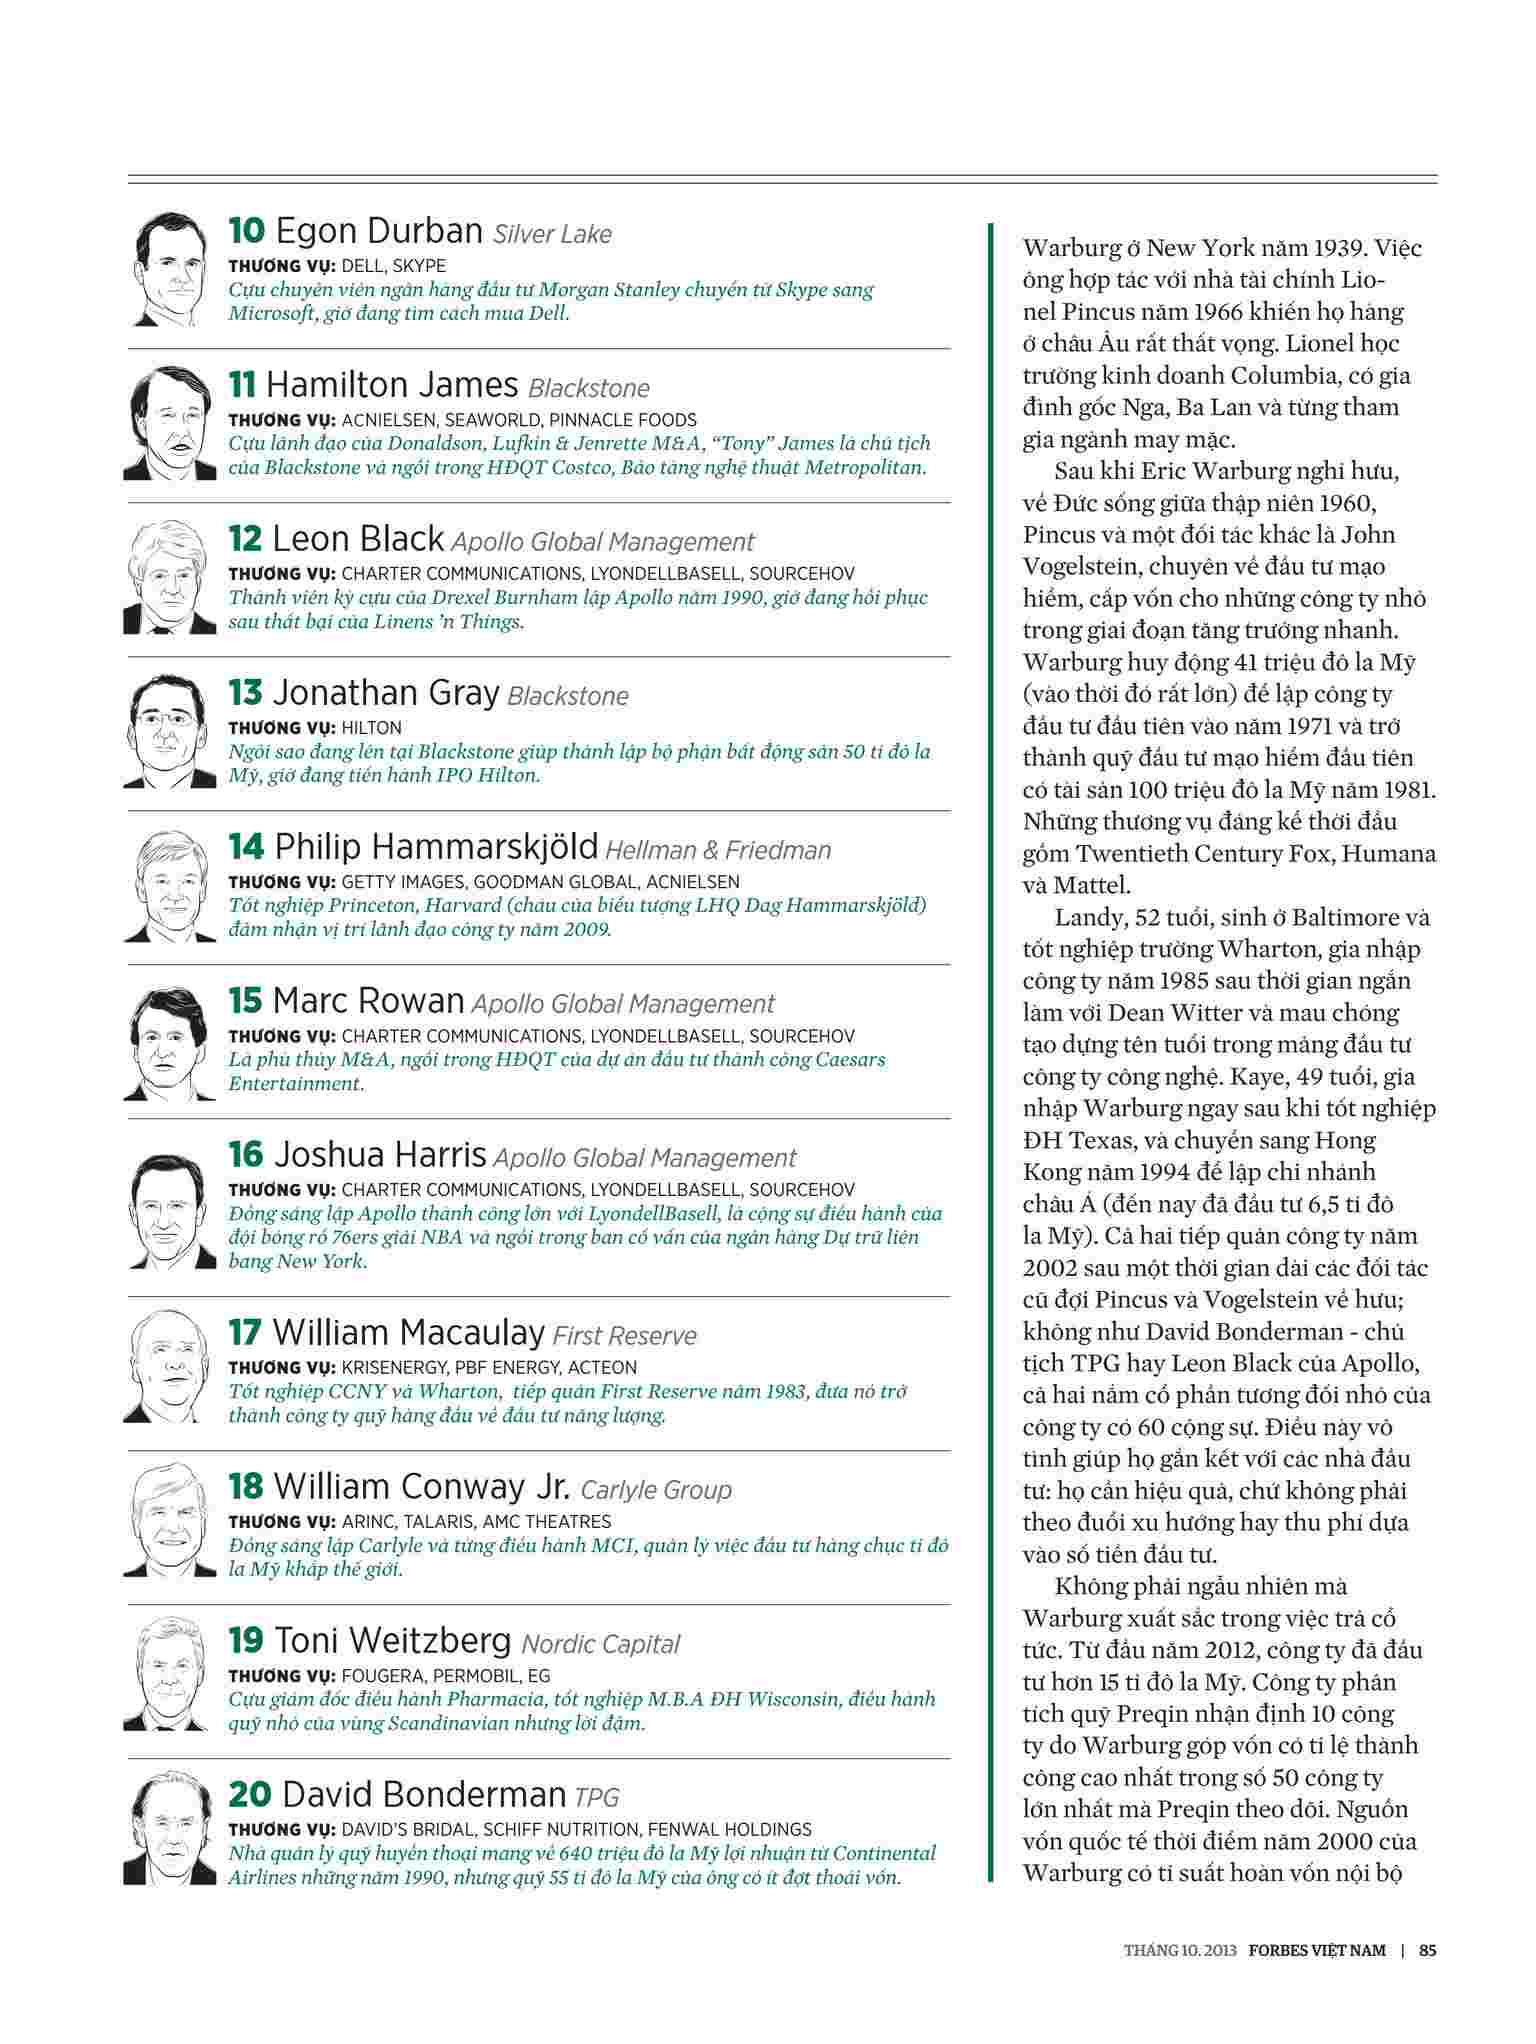 10 Egon Durban Silver Lake
THƯƠNG VỤ: DELL, SKYPE
Cựu chuyên viên ngân hàng đầu tư Morgan Stanley chuyển từ Skype sang
Microsoft, giờ đang tìm cách mua Dell.
11 Hamilton James Blackstone
THƯƠNG VỤ: ACNIELSEN, SEAWORLD, PINNACLE FOODS
Cựu lãnh đạo của Donaldson, Lufkin & Jenrette M&A, “Tony” James là chủ tịch
của Blackstone và ngồi trong HĐQT Costco, Bảo tàng nghệ thuật Metropolitan.
12 Leon Black Apollo Global Management
THƯƠNG VỤ: CHARTER COMMUNICATIONS, LYONDELLBASELL, SOURCEHOV
Thành viên kỳ cựu của Drexel Burnham lập Apollo năm 1990, giờ đang hồi phục
sau thất bại của Linens ’n Things.
13 Jonathan Gray Blackstone
THƯƠNG VỤ: HILTON
Ngôi sao đang lên tại Blackstone giúp thành lập bộ phận bất động sản 50 tỉ đô la
Mỹ, giờ đang tiến hành IPO Hilton.
14 Philip Hammarskjöld Hellman & Friedman
THƯƠNG VỤ: GETTY IMAGES, GOODMAN GLOBAL, ACNIELSEN
Tốt nghiệp Princeton, Harvard (cháu của biểu tượng LHQ Dag Hammarskjöld)
đảm nhận vị trí lãnh đạo công ty năm 2009.
15 Marc Rowan Apollo Global Management
THƯƠNG VỤ: CHARTER COMMUNICATIONS, LYONDELLBASELL, SOURCEHOV
Là phù thủy M&A, ngồi trong HĐQT của dự án đầu tư thành công Caesars
Entertainment.
16 Joshua Harris Apollo Global Management
THƯƠNG VỤ: CHARTER COMMUNICATIONS, LYONDELLBASELL, SOURCEHOV
Đồng sáng lập Apollo thành công lớn với LyondellBasell, là cộng sự điều hành của
đội bóng rổ 76ers giải NBA và ngồi trong ban cố vấn của ngân hàng Dự trữ liên
bang New York.
17 William Macaulay First Reserve
THƯƠNG VỤ: KRISENERGY, PBF ENERGY, ACTEON
Tốt nghiệp CCNY và Wharton, tiếp quản First Reserve năm 1983, đưa nó trở
thành công ty quỹ hàng đầu về đầu tư năng lượng.
18 William Conway Jr. Carlyle Group
THƯƠNG VỤ: ARINC, TALARIS, AMC THEATRES
Đồng sáng lập Carlyle và từng điều hành MCI, quản lý việc đầu tư hàng chục tỉ đô
la Mỹ khắp thế giới.
19 Toni Weitzberg Nordic Capital
THƯƠNG VỤ: FOUGERA, PERMOBIL, EG
Cựu giám đốc điều hành Pharmacia, tốt nghiệp M.B.A ĐH Wisconsin, điều hành
quỹ nhỏ của vùng Scandinavian nhưng lời đậm.
20 David Bonderman TPG
THƯƠNG VỤ: DAVID’S BRIDAL, SCHIFF NUTRITION, FENWAL HOLDINGS
Nhà quản lý quỹ huyền thoại mang về 640 triệu đô la Mỹ lợi nhuận từ Continental
Airlines những năm 1990, nhưng quỹ 55 tỉ đô la Mỹ của ông có ít đợt thoái vốn.
Warburg ở New York năm 1939. Việc
ông hợp tác với nhà tài chính Lio-
nel Pincus năm 1966 khiến họ hàng
ở châu Âu rất thất vọng. Lionel học
trường kinh doanh Columbia, có gia
đình gốc Nga, Ba Lan và từng tham
gia ngành may mặc.
Sau khi Eric Warburg nghỉ hưu,
về Đức sống giữa thập niên 1960,
Pincus và một đối tác khác là John
Vogelstein, chuyên về đầu tư mạo
hiểm, cấp vốn cho những công ty nhỏ
trong giai đoạn tăng trưởng nhanh.
Warburg huy động 41 triệu đô la Mỹ
(vào thời đó rất lớn) để lập công ty
đầu tư đầu tiên vào năm 1971 và trở
thành quỹ đầu tư mạo hiểm đầu tiên
có tài sản 100 triệu đô la Mỹ năm 1981.
Những thương vụ đáng kể thời đầu
gồm Twentieth Century Fox, Humana
và Mattel.
Landy, 52 tuổi, sinh ở Baltimore và
tốt nghiệp trường Wharton, gia nhập
công ty năm 1985 sau thời gian ngắn
làm với Dean Witter và mau chóng
tạo dựng tên tuổi trong mảng đầu tư
công ty công nghệ. Kaye, 49 tuổi, gia
nhập Warburg ngay sau khi tốt nghiệp
ĐH Texas, và chuyển sang Hong
Kong năm 1994 để lập chi nhánh
châu Á (đến nay đã đầu tư 6,5 tỉ đô
la Mỹ). Cả hai tiếp quản công ty năm
2002 sau một thời gian dài các đối tác
cũ đợi Pincus và Vogelstein về hưu;
không như David Bonderman - chủ
tịch TPG hay Leon Black của Apollo,
cả hai nắm cổ phần tương đối nhỏ của
công ty có 60 cộng sự. Điều này vô
tình giúp họ gắn kết với các nhà đầu
tư: họ cần hiệu quả, chứ không phải
theo đuổi xu hướng hay thu phí dựa
vào số tiền đầu tư.
Không phải ngẫu nhiên mà
Warburg xuất sắc trong việc trả cổ
tức. Từ đầu năm 2012, công ty đã đầu
tư hơn 15 tỉ đô la Mỹ. Công ty phân
tích quỹ Preqin nhận định 10 công
ty do Warburg góp vốn có tỉ lệ thành
công cao nhất trong số 50 công ty
lớn nhất mà Preqin theo dõi. Nguồn
vốn quốc tế thời điểm năm 2000 của
Warburg có tỉ suất hoàn vốn nội bộ
THÁNG 10. 2013 FORBES VIỆT NAM | 85